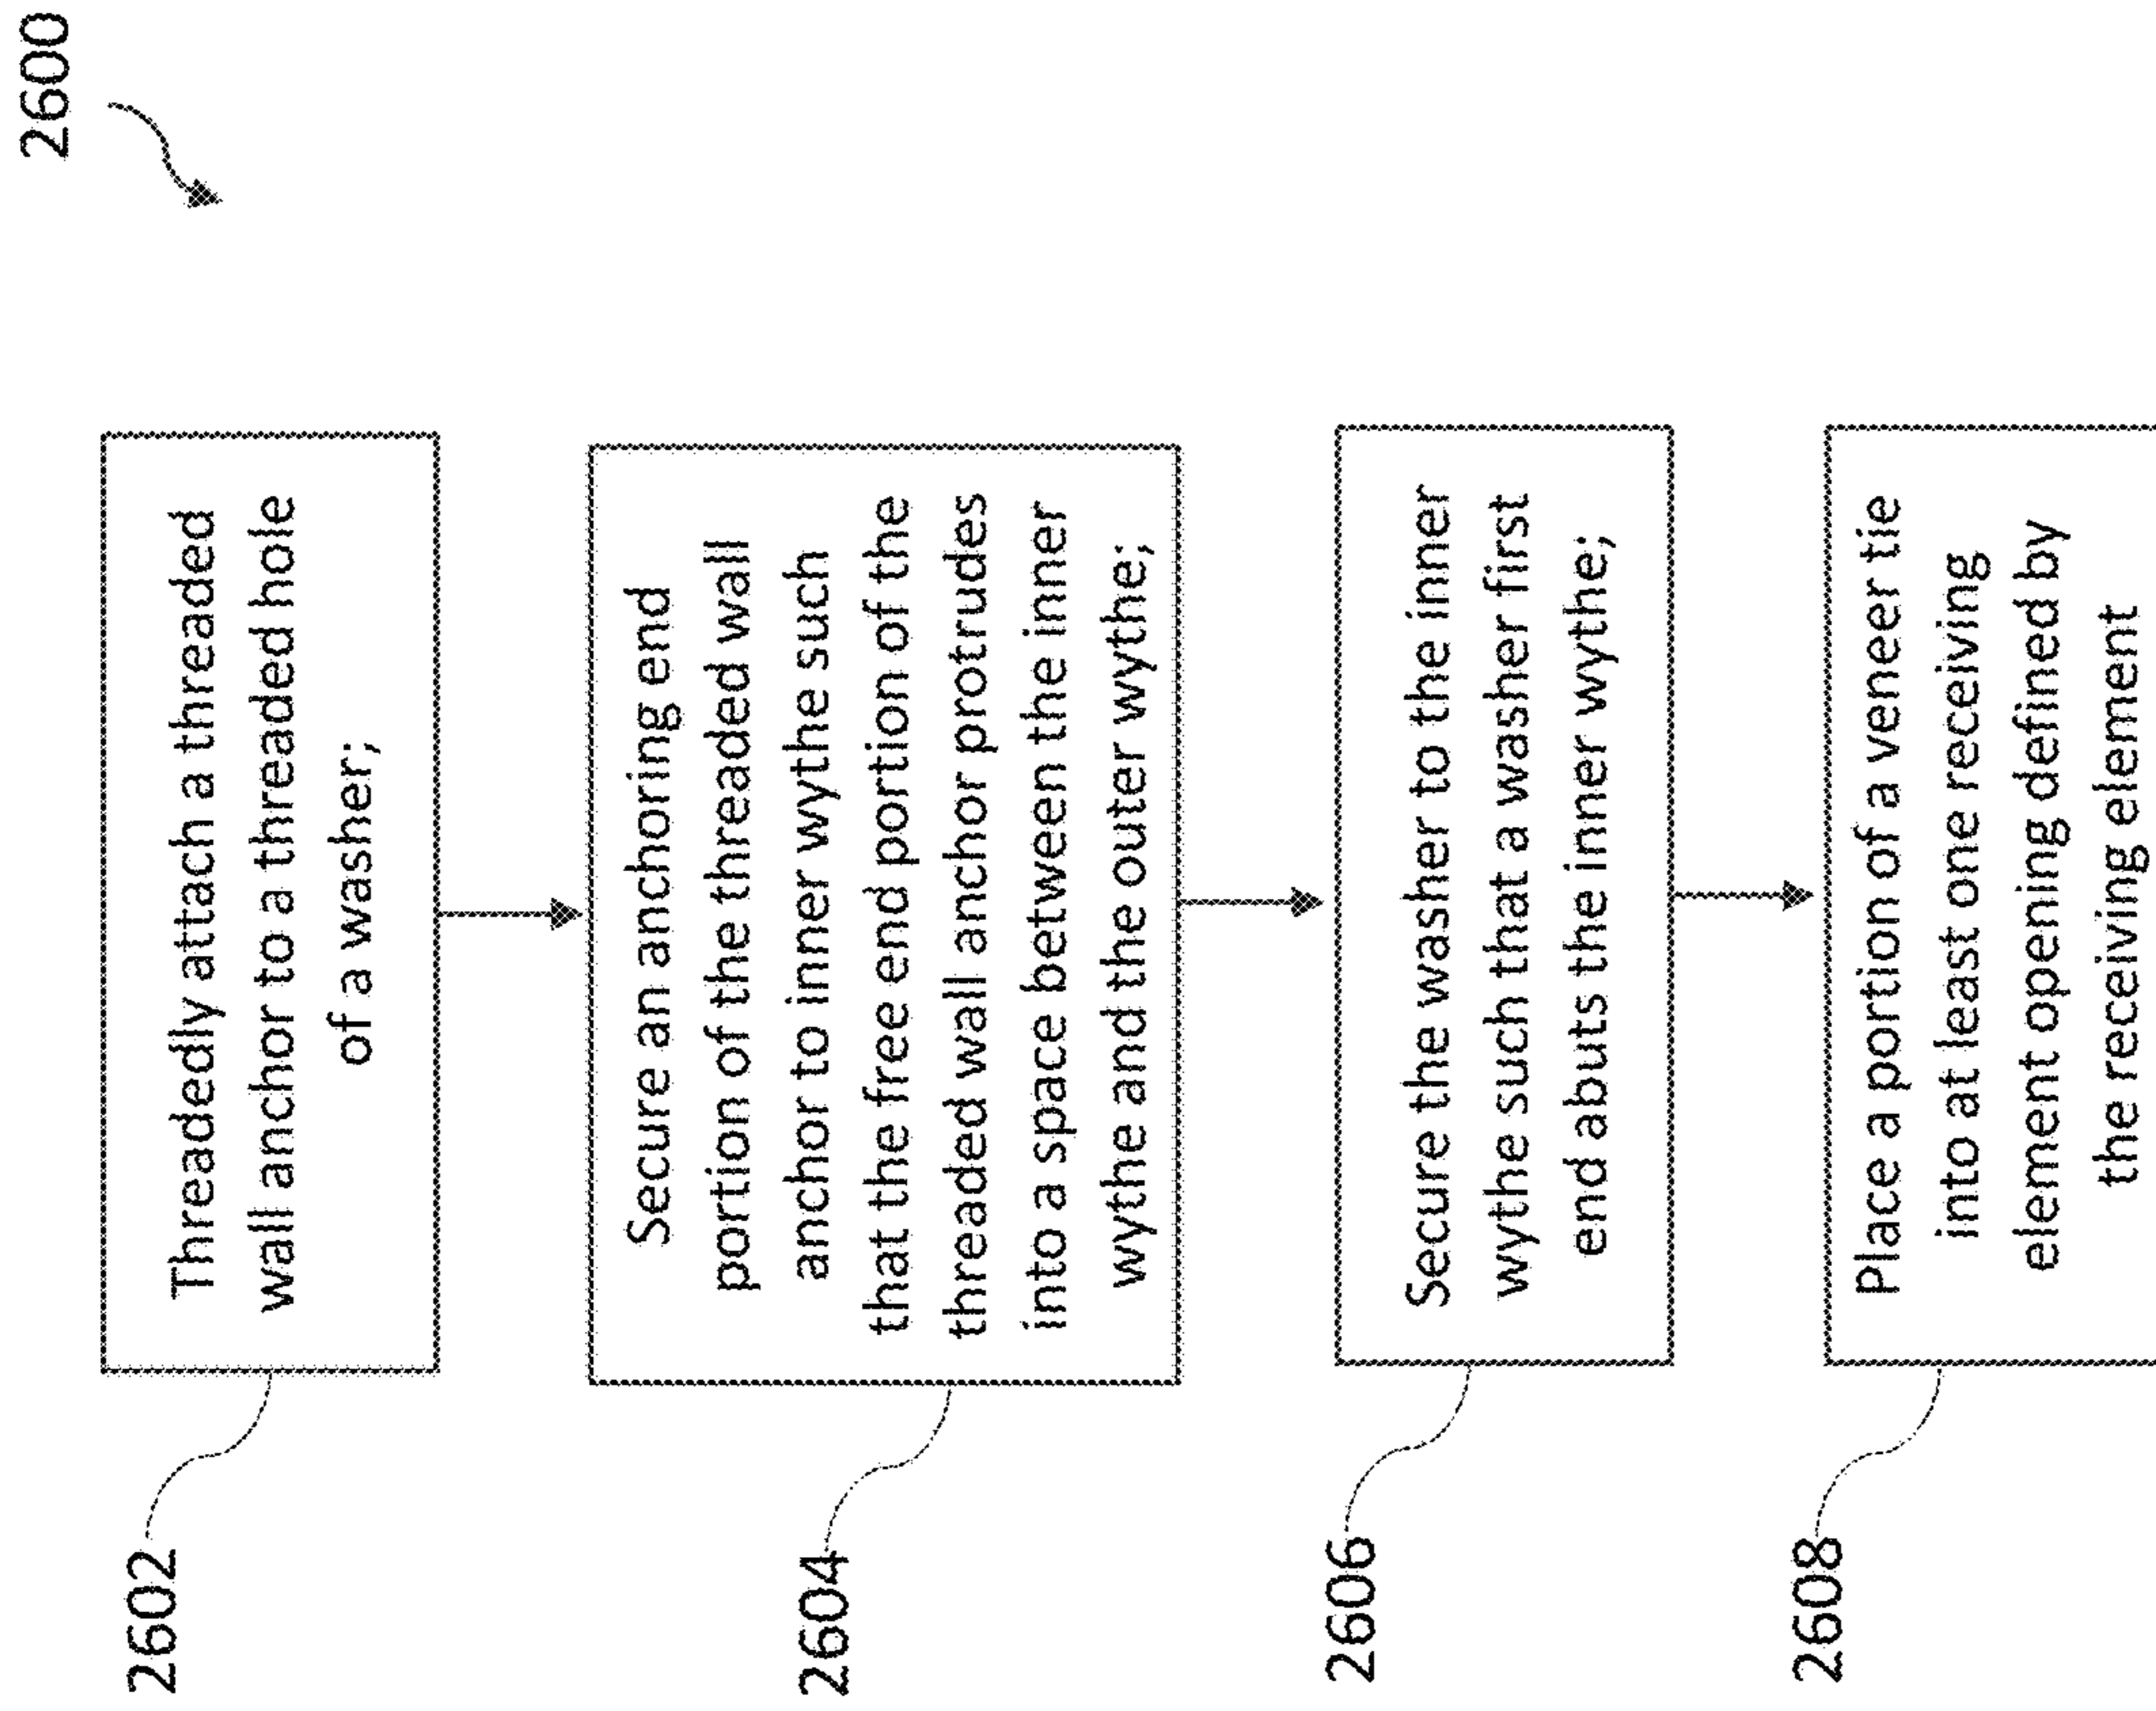 2600
2602
Threadedly attach a threaded
wall anchor to a threaded hole
of a washer;
2604
Secure an anchoring end
portion of the threaded wall
anchor to inner wythe such
that the free end portion of the
threaded wall anchor protrudes
into a space between the inner
wythe and the outer wythe;
2606
Secure the washer to the inner
wythe such that a washer first
end abuts the inner wythe;
2608
Place a portion of a veneer tie
into at least one receiving
element opening defined by
the receiving element